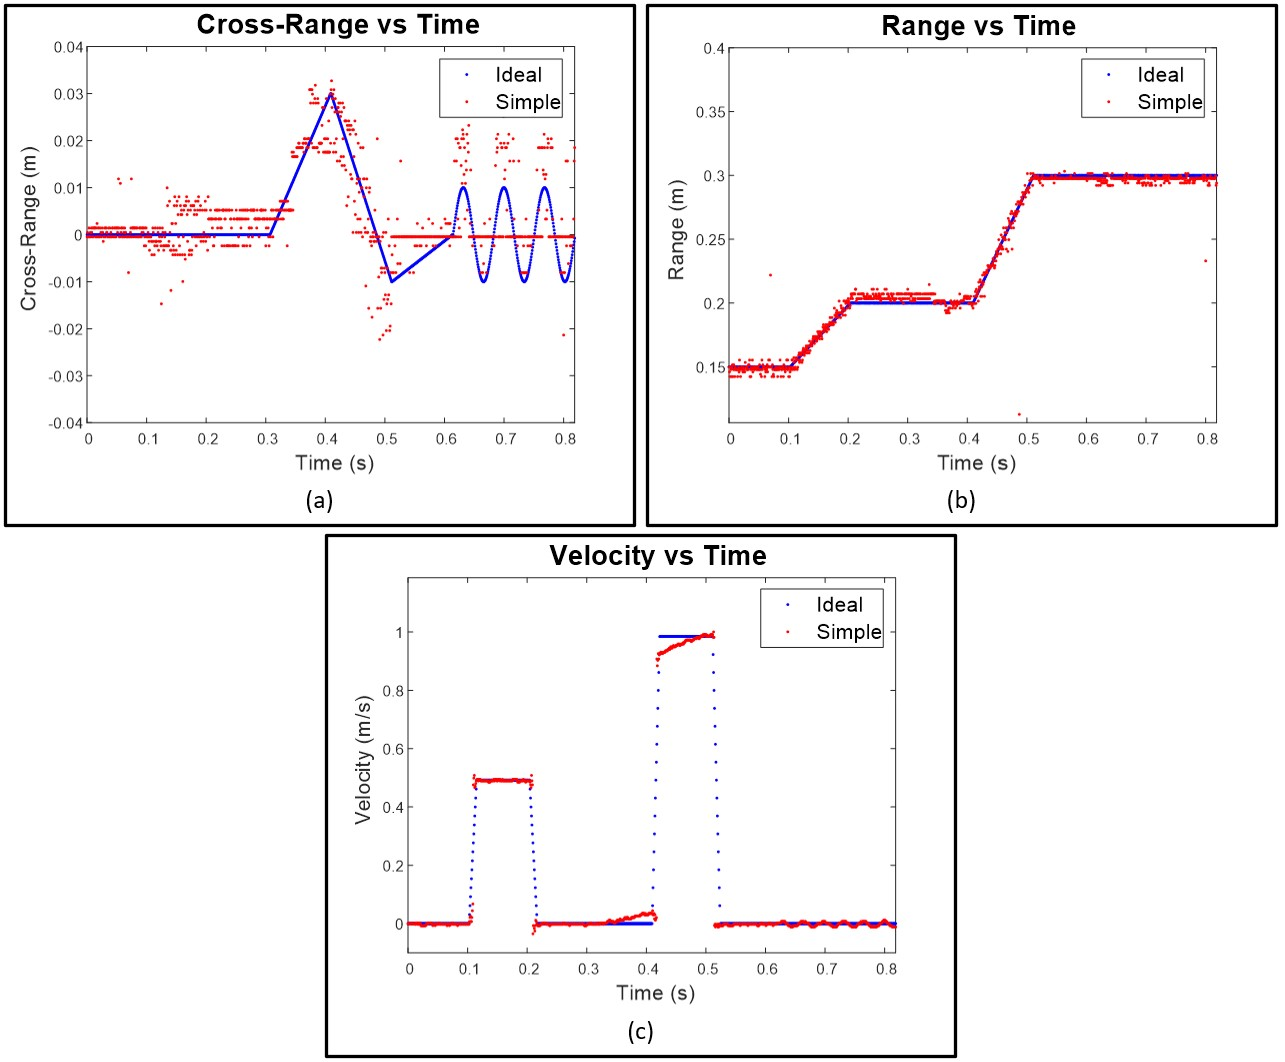 Cross-Range vs Time
0.04
0.03
0.02
0.01
0
-0.01
-0.02
-0.03
-0.04
Cross-Range (m)
Ideal
Simple
0 0.1 0.2 0.3 0.4 0.5 0.6 0.7 0.8
Time (s)
(a)
Range vs Time
0.4
0.35
0.3
0.25
0.2
0.15
Range (m)
Ideal
Simple
0 0.1 0.2 0.3 0.4 0.5 0.6 0.7 0.8
Time (s)
(b)
Velocity vs Time
1
0.8
0.6
0.4
0.2
0
Velocity (m/s)
Ideal
Simple
0 0.1 0.2 0.3 0.4 0.5 0.6 0.7 0.8
Time (s)
(c)